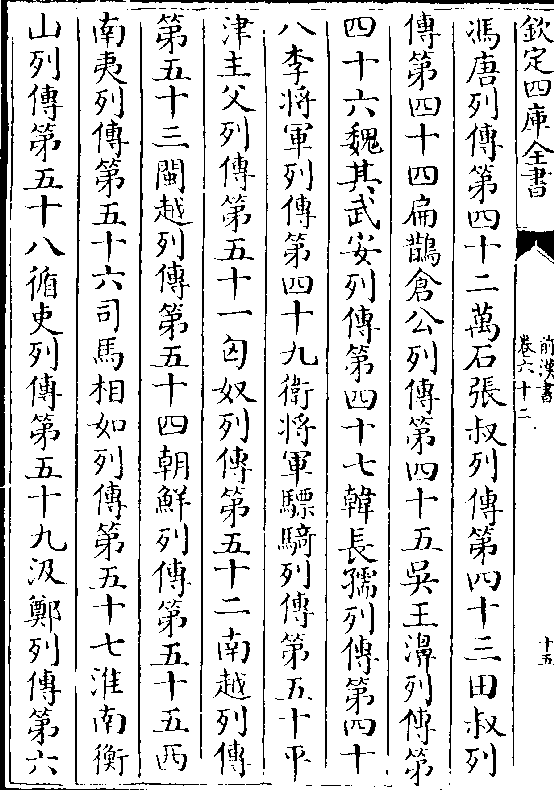 欽定四庫全書
前漢書
卷六十二
十五
馮唐列傳第四十二萬石張叔列傳第四十三田叔列
傳第四十四扁鵲倉公列傳第四十五吳王濞列傳第
四十六魏其武安列傳第四十七韓長孺列傳第四十
八李將軍列傳第四十九衛將軍驃騎列傳第五十平
津主父列傳第五十一匈奴列傳第五十二南越列傳
第五十三閩越列傳第五十四朝鮮列傳第五十五西
南夷列傳第五十六司馬相如列傳第五十七淮南衡
山列傳第五十八循吏列傳第五十九汲鄭列傳第六